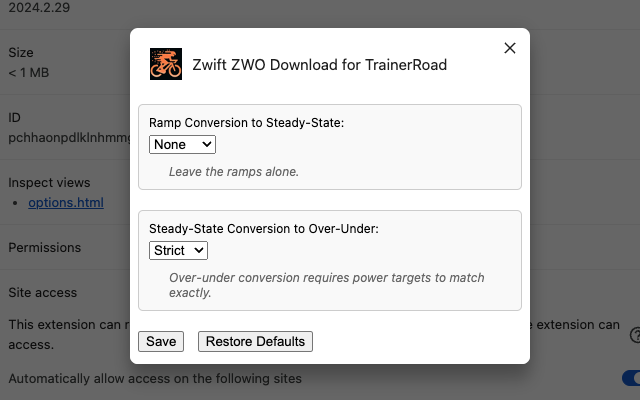 2024.2.29
Size
< 1 MB
ID
Inspect views
options.html
Permissions
Site access
This extension can
access.
e extension can
Automatically allow access on the following sites
Zwift ZWO Download for TrainerRoad
Ramp Conversion to Steady-State:
None
Leave the ramps alone.
Steady-State Conversion to Over-Under:
Strict
Over-under conversion requires power targets to match
exactly.
Save
Restore Defaults